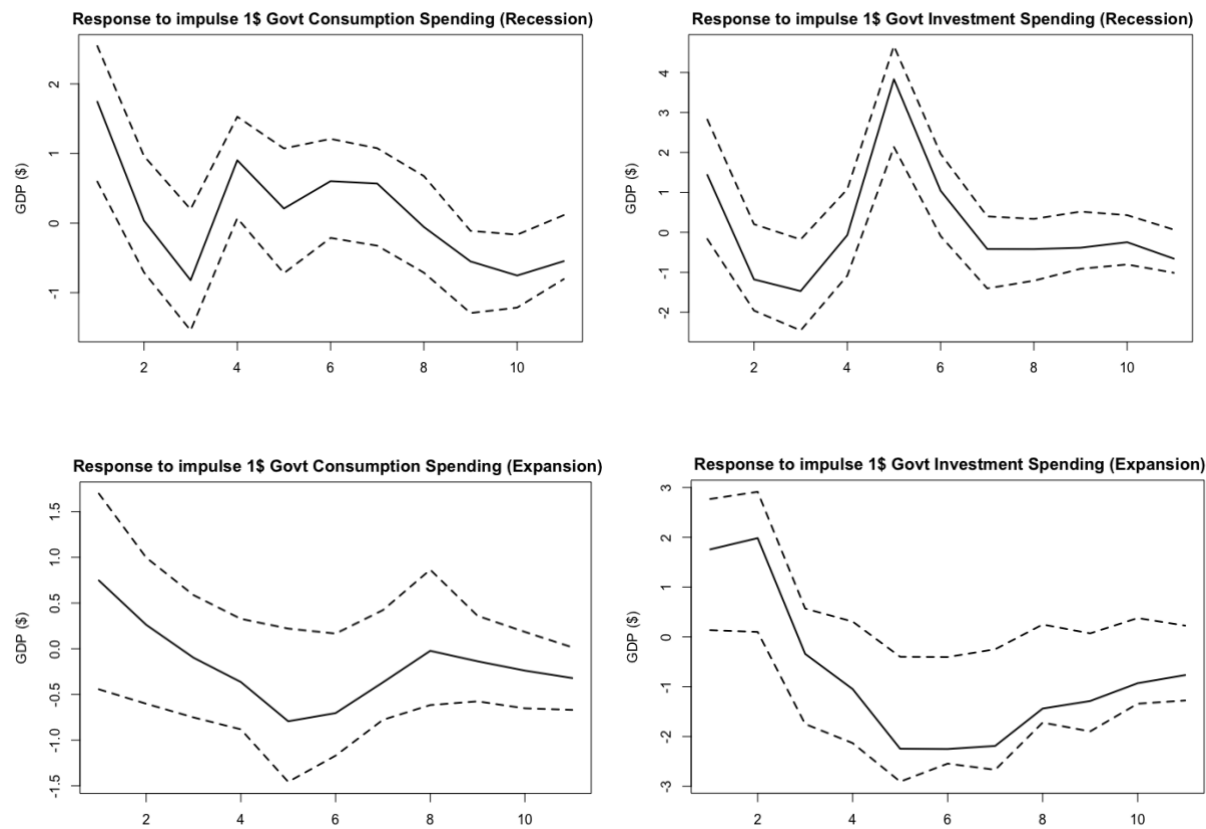 Response to impulse 1$ Govt Consumption Spending (Recession)
GDP ($)
2
1
0
-1
2 4 6 8 10
Response to impulse 1$ Govt Investment Spending (Recession)
GDP ($)
4
3
2
1
0
-1
-2
2 4 6 8 10
Response to impulse 1$ Govt Consumption Spending (Expansion)
GDP ($)
1.5
1.0
0.5
0.0
-0.5
-1.0
-1.5
2 4 6 8 10
Response to impulse 1$ Govt Investment Spending (Expansion)
GDP ($)
3
2
1
0
-1
-2
-3
2 4 6 8 10